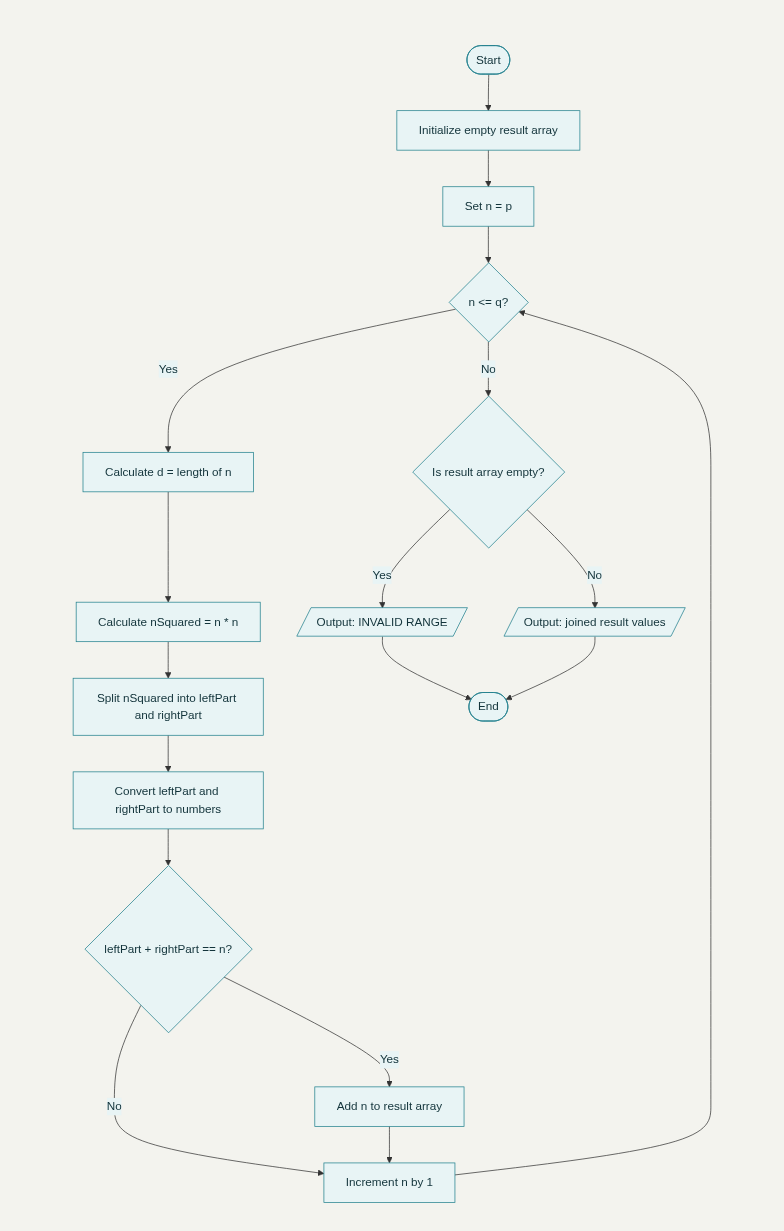 Start
Initialize empty result array
Set n = p
n <= q?
Yes
No
Calculate d = length of n
Is result array empty?
Yes
No
Calculate nSquared = n * n
Output: INVALID RANGE
Output: joined result values
Split nSquared into leftPart
and rightPart
End
Convert leftPart and
rightPart to numbers
leftPart + rightPart == n?
Yes
No
Add n to result array
Increment n by 1